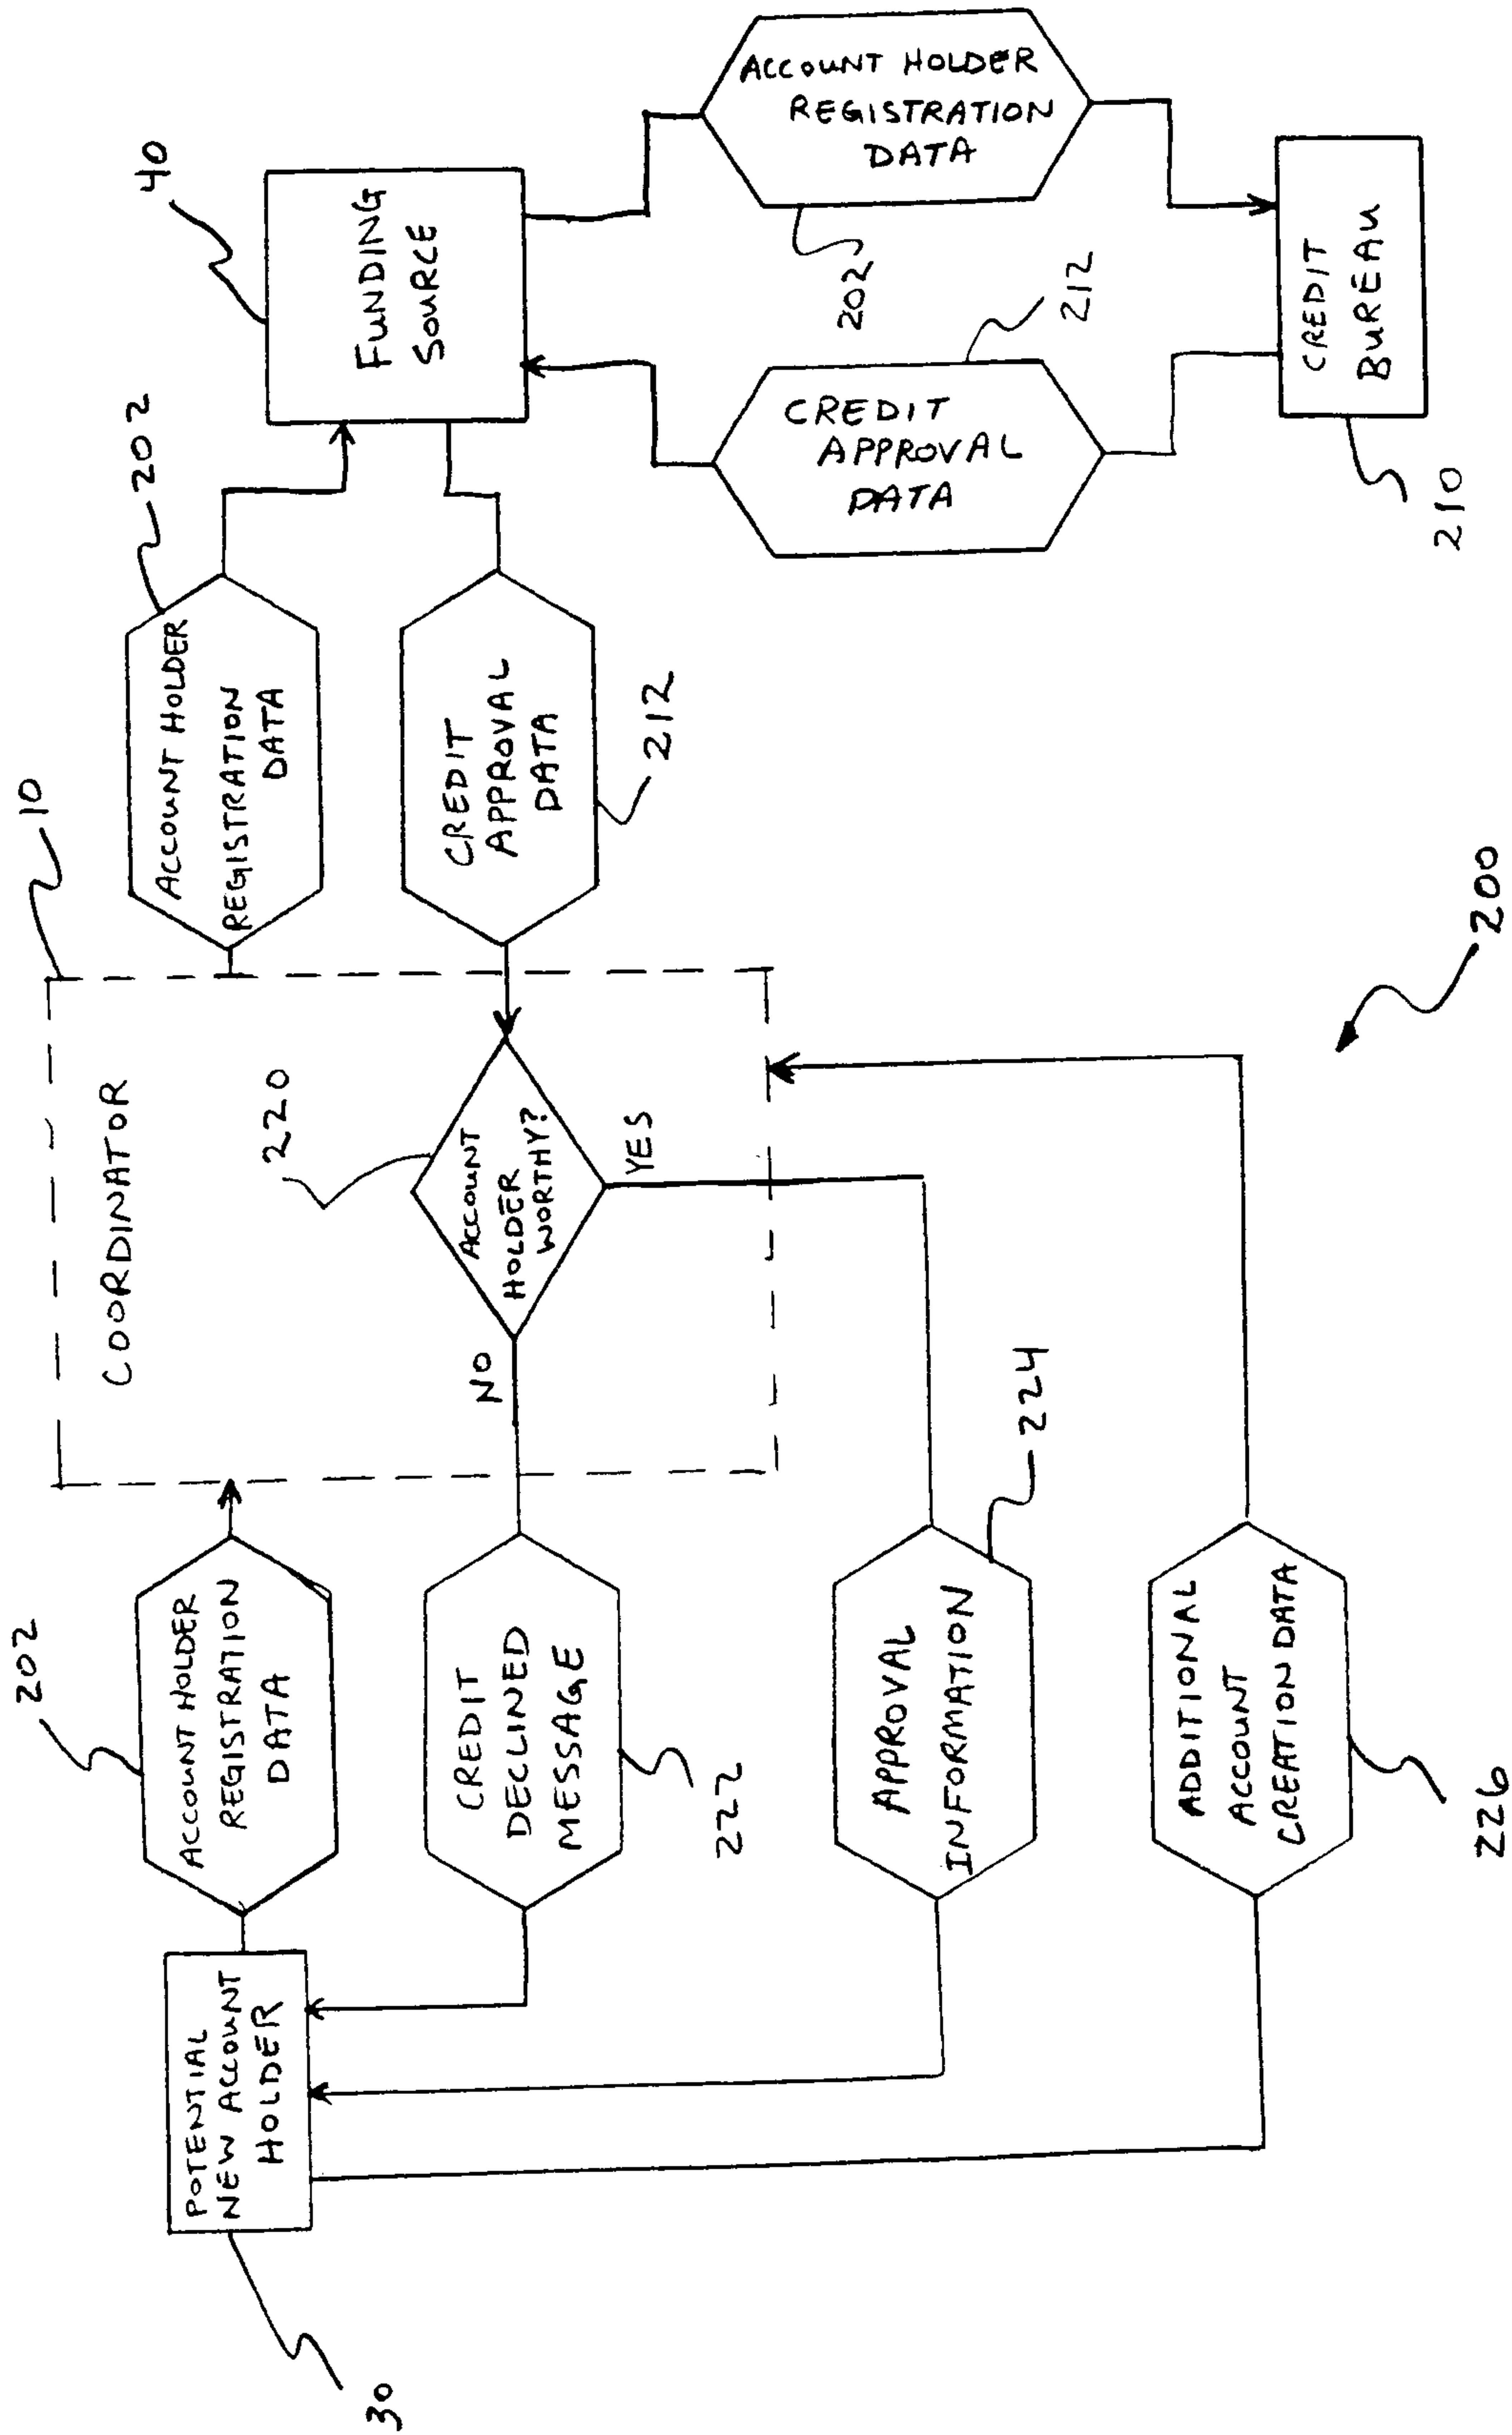 10
COORDINATOR
202
ACCOUNT HOLDER
REGISTRATION
DATA
202
ACCOUNT HOLDER
REGISTRATION
DATA
40
FUNDING
SOURCE
POTENTIAL
NEW ACCOUNT
HOLDER
30
CREDIT
DECLINED
MESSAGE
222
NO
220
ACCOUNT
HOLDER
WORTHY?
YES
CREDIT
APPROVAL
DATA
212
APPROVAL
INFORMATION
224
ADDITIONAL
ACCOUNT
CREATION DATA
226
CREDIT
APPROVAL
DATA
212
ACCOUNT HOLDER
REGISTRATION
DATA
202
CREDIT
BUREAU
210
200